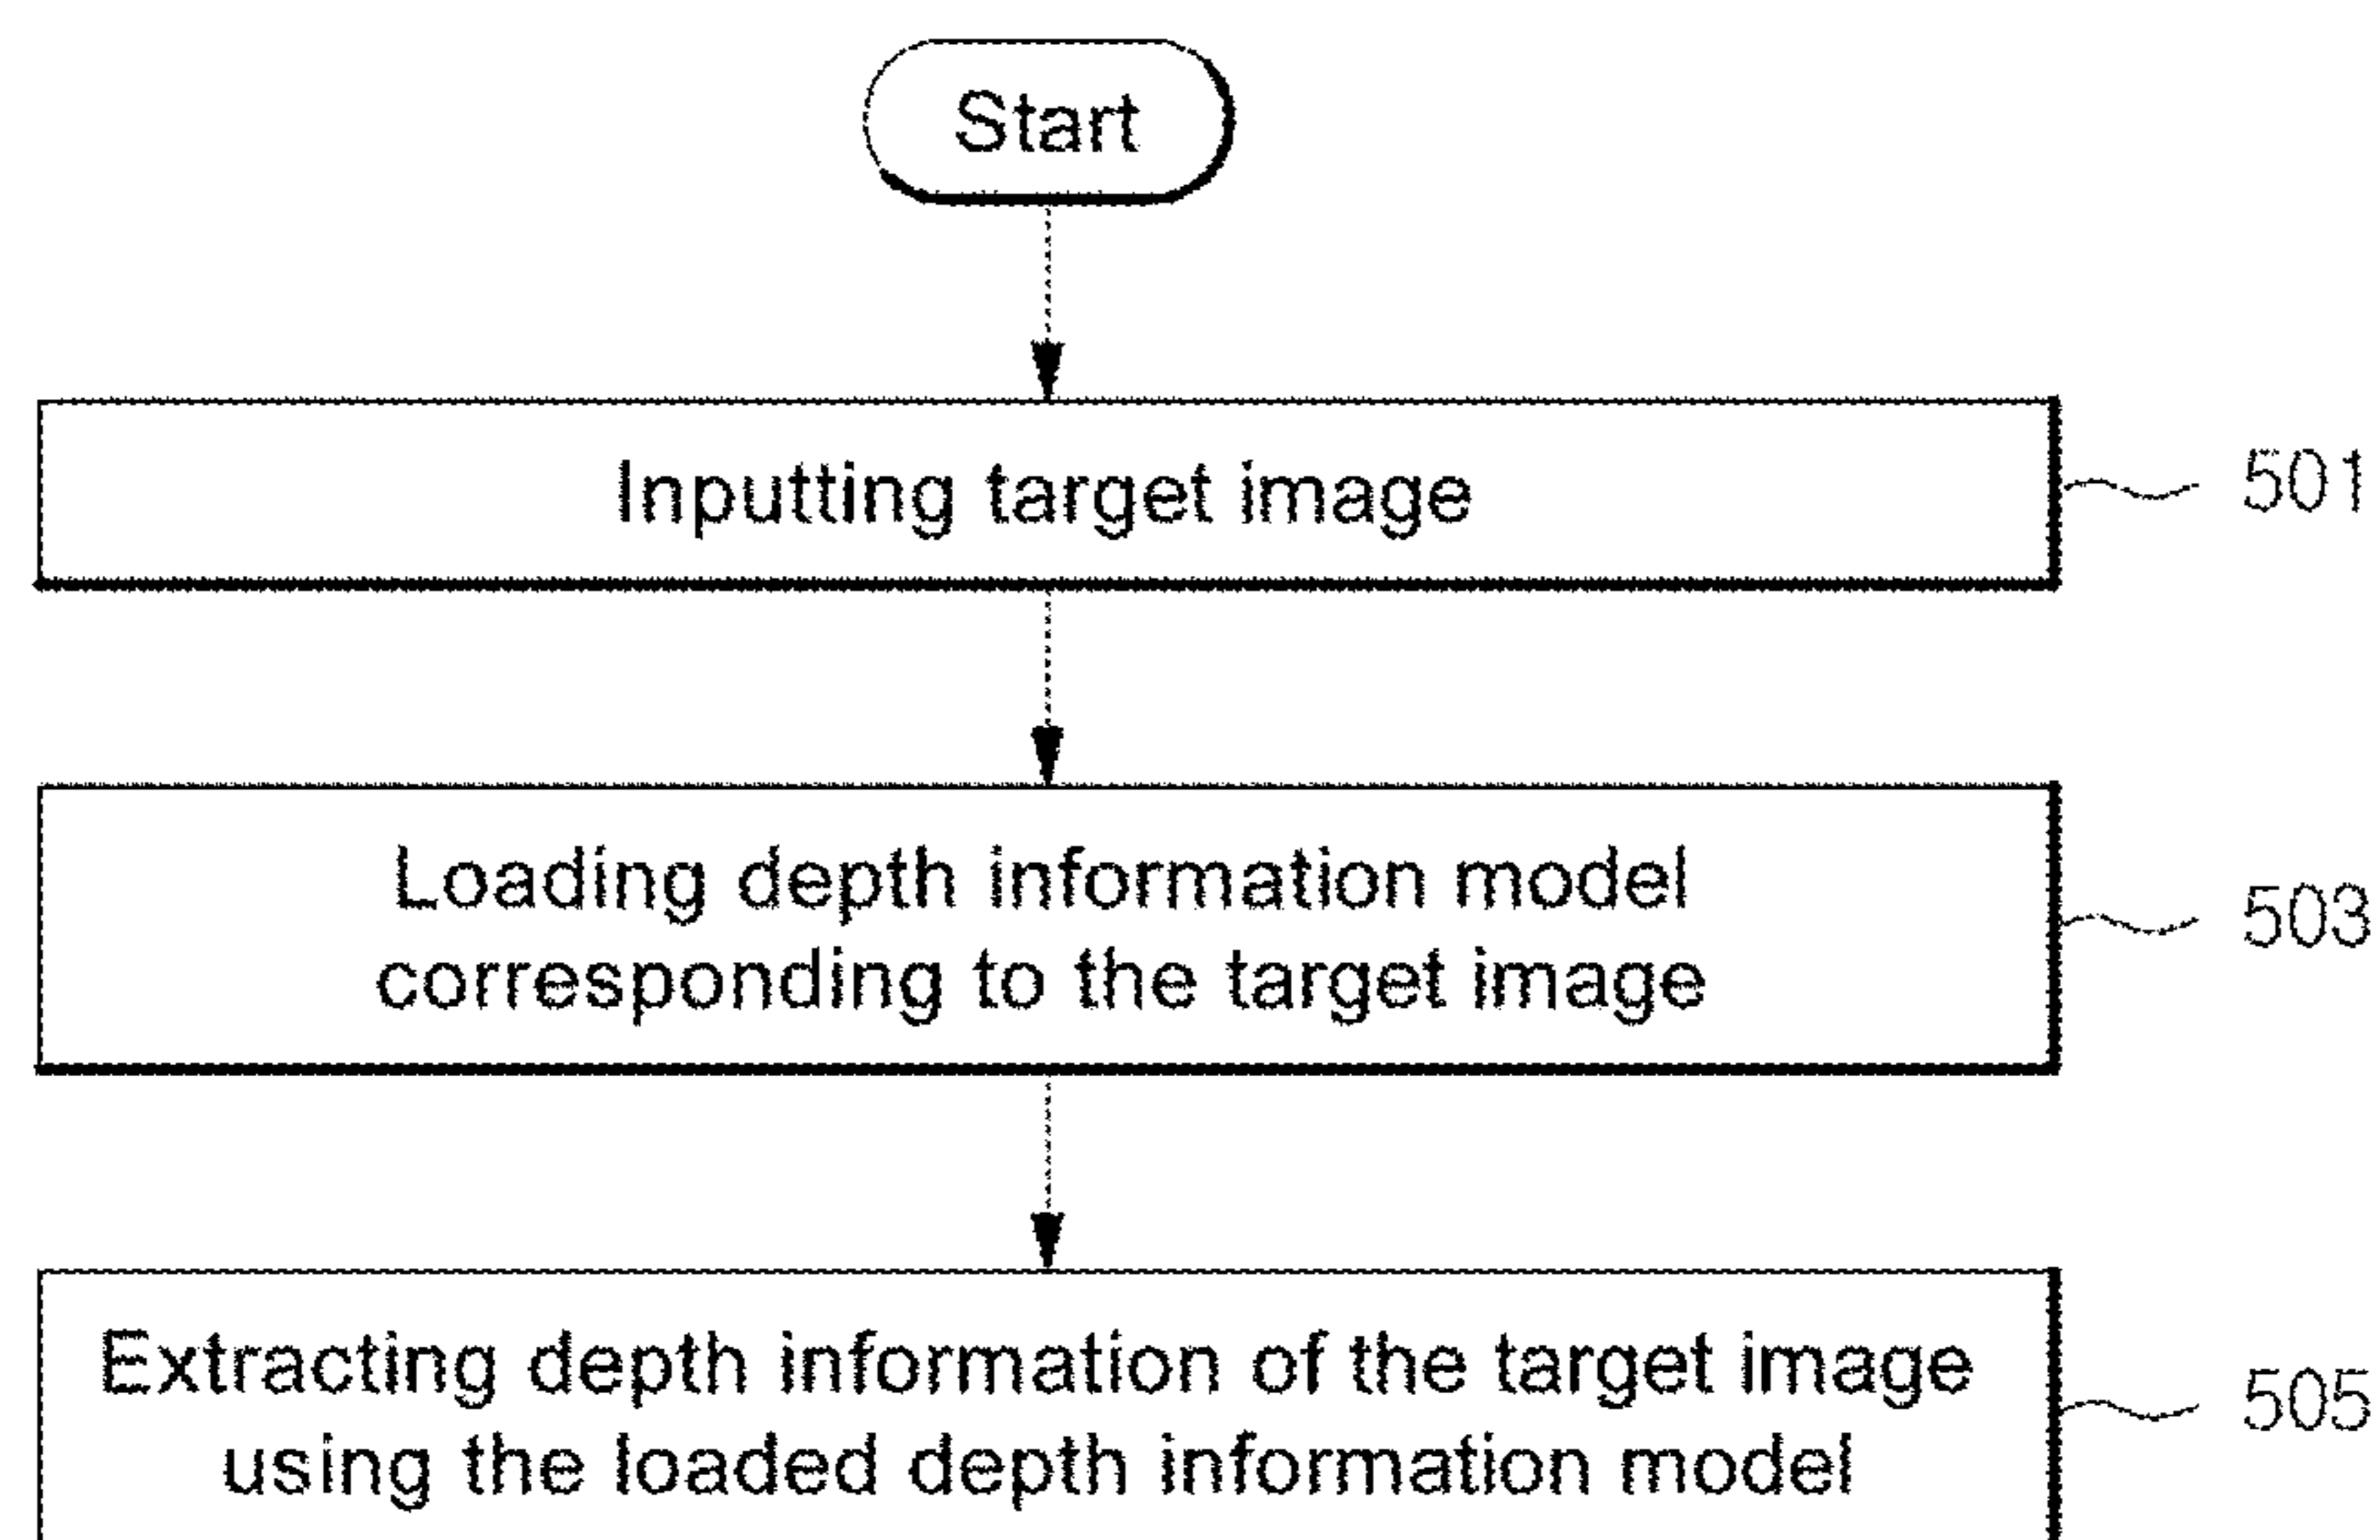 Start
Inputting target image
501
Loading depth information model
corresponding to the target image
503
Extracting depth information of the target image
using the loaded depth information model
505